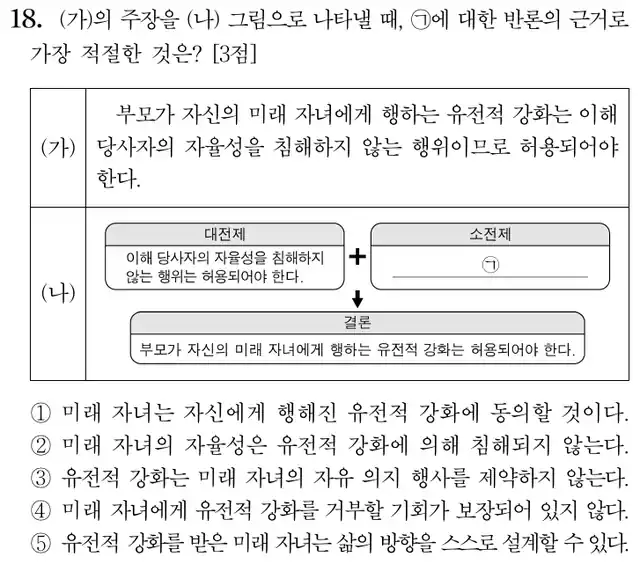 18. (가)의 주장을 (나) 그림으로 나타낼 때, ㉠에 대한 반론의 근거로
가장 적절한 것은? [3점]
(가)
부모가 자신의 미래 자녀에게 행하는 유전적 강화는 이해
당사자의 자율성을 침해하지 않는 행위이므로 허용되어야
한다.
(나)
대전제
이해 당사자의 자율성을 침해하지
않는 행위는 허용되어야 한다.
+
소전제
㉠
결론
부모가 자신의 미래 자녀에게 행하는 유전적 강화는 허용되어야 한다.
① 미래 자녀는 자신에게 행해진 유전적 강화에 동의할 것이다.
② 미래 자녀의 자율성은 유전적 강화에 의해 침해되지 않는다.
③ 유전적 강화는 미래 자녀의 자유 의지 행사를 제약하지 않는다.
④ 미래 자녀에게 유전적 강화를 거부할 기회가 보장되어 있지 않다.
⑤ 유전적 강화를 받은 미래 자녀는 삶의 방향을 스스로 설계할 수 있다.